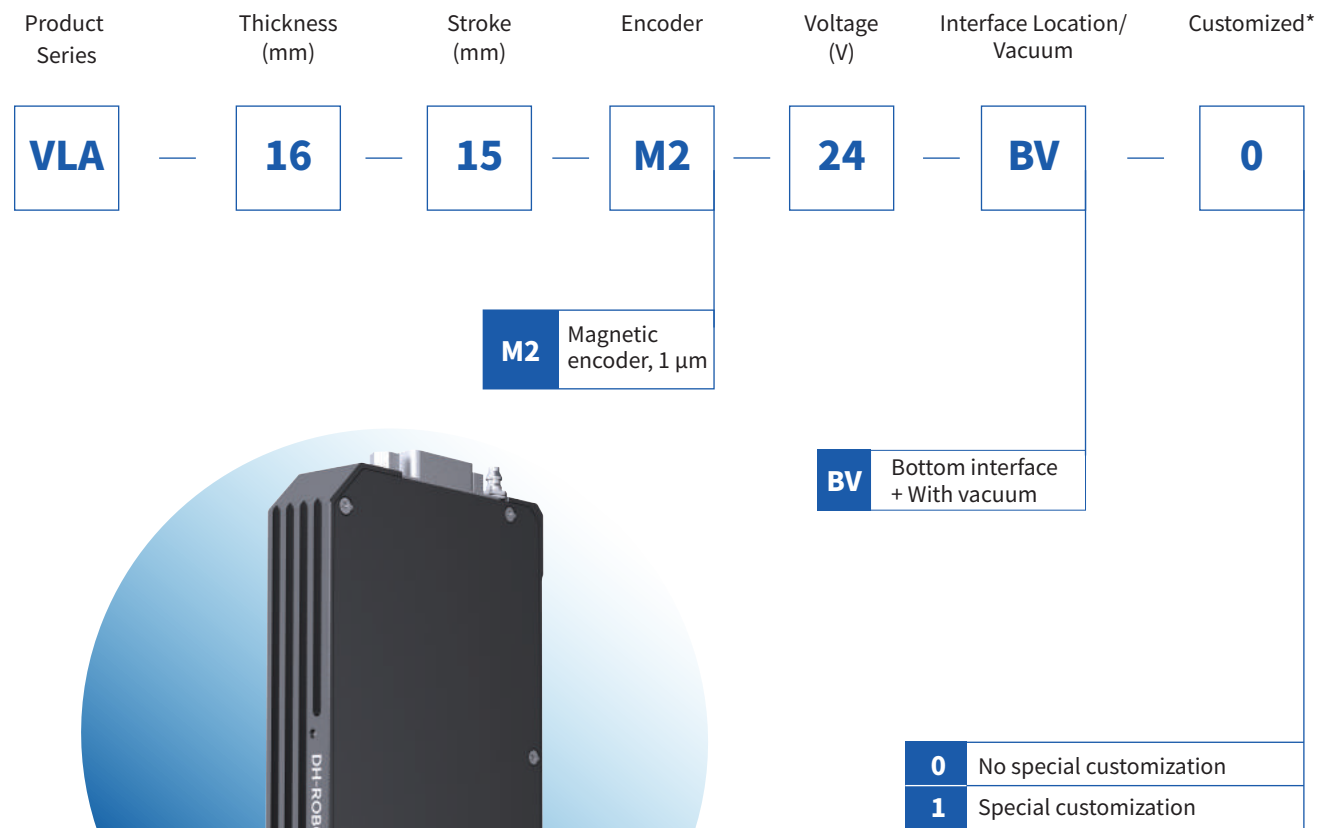 Product
Series
Thickness
(mm)
Stroke
(mm)
Encoder
Voltage
(V)
Interface Location/
Vacuum
Customized*
VLA — 16 — 15 — M2 — 24 — BV — 0
M2
Magnetic
encoder, 1 μm
BV
Bottom interface
+ With vacuum
0 No special customization
1 Special customization